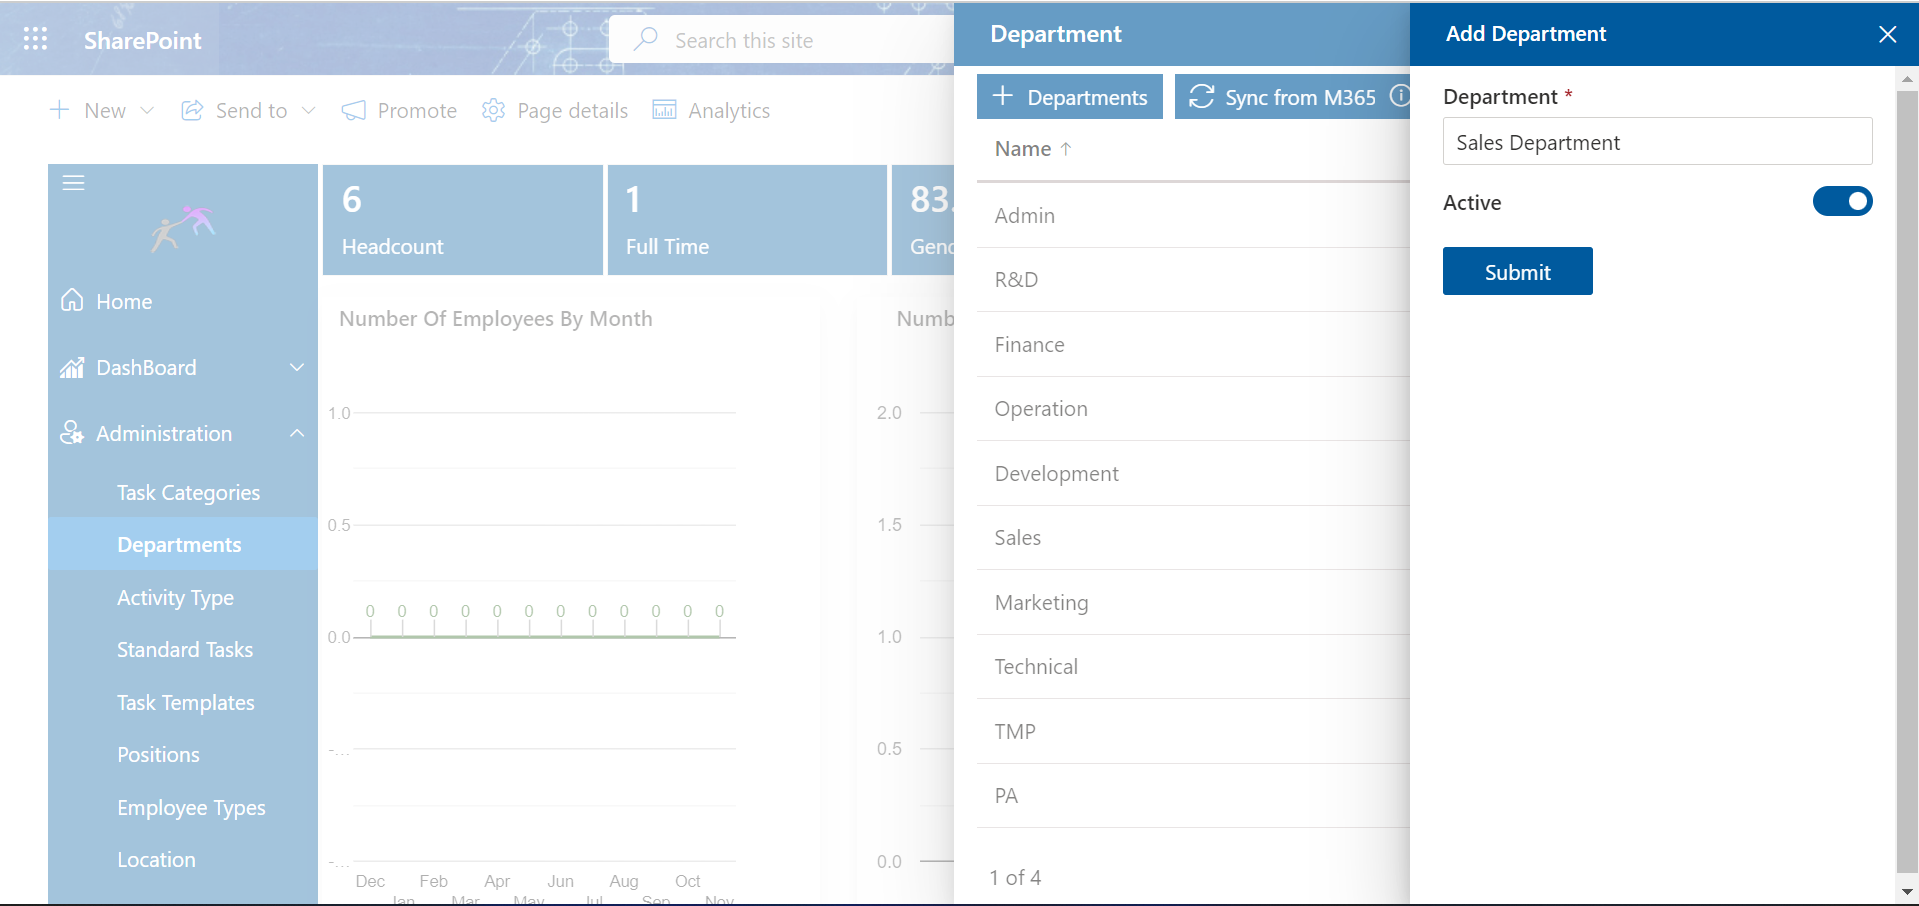 SharePoint
Search this site
New
Send to
Promote
Page details
Analytics
Home
DashBoard
Administration
Task Categories
Departments
Activity Type
Standard Tasks
Task Templates
Positions
Employee Types
Location
6
Headcount
1
Full Time
83.
Gend
Number Of Employees By Month
1.0
0.5
0 0 0 0 0 0 0 0 0 0 0 0
0.0
-...
-...
Dec Feb Apr Jun Aug Oct
Jan Mar May Jul Sep Nov
Numb
2.0
1.5
1.0
0.5
0.0
Department
Departments
Sync from M365
Name ↑
Admin
R&D
Finance
Operation
Development
Sales
Marketing
Technical
TMP
PA
1 of 4
Add Department
Department *
Sales Department
Active
Submit